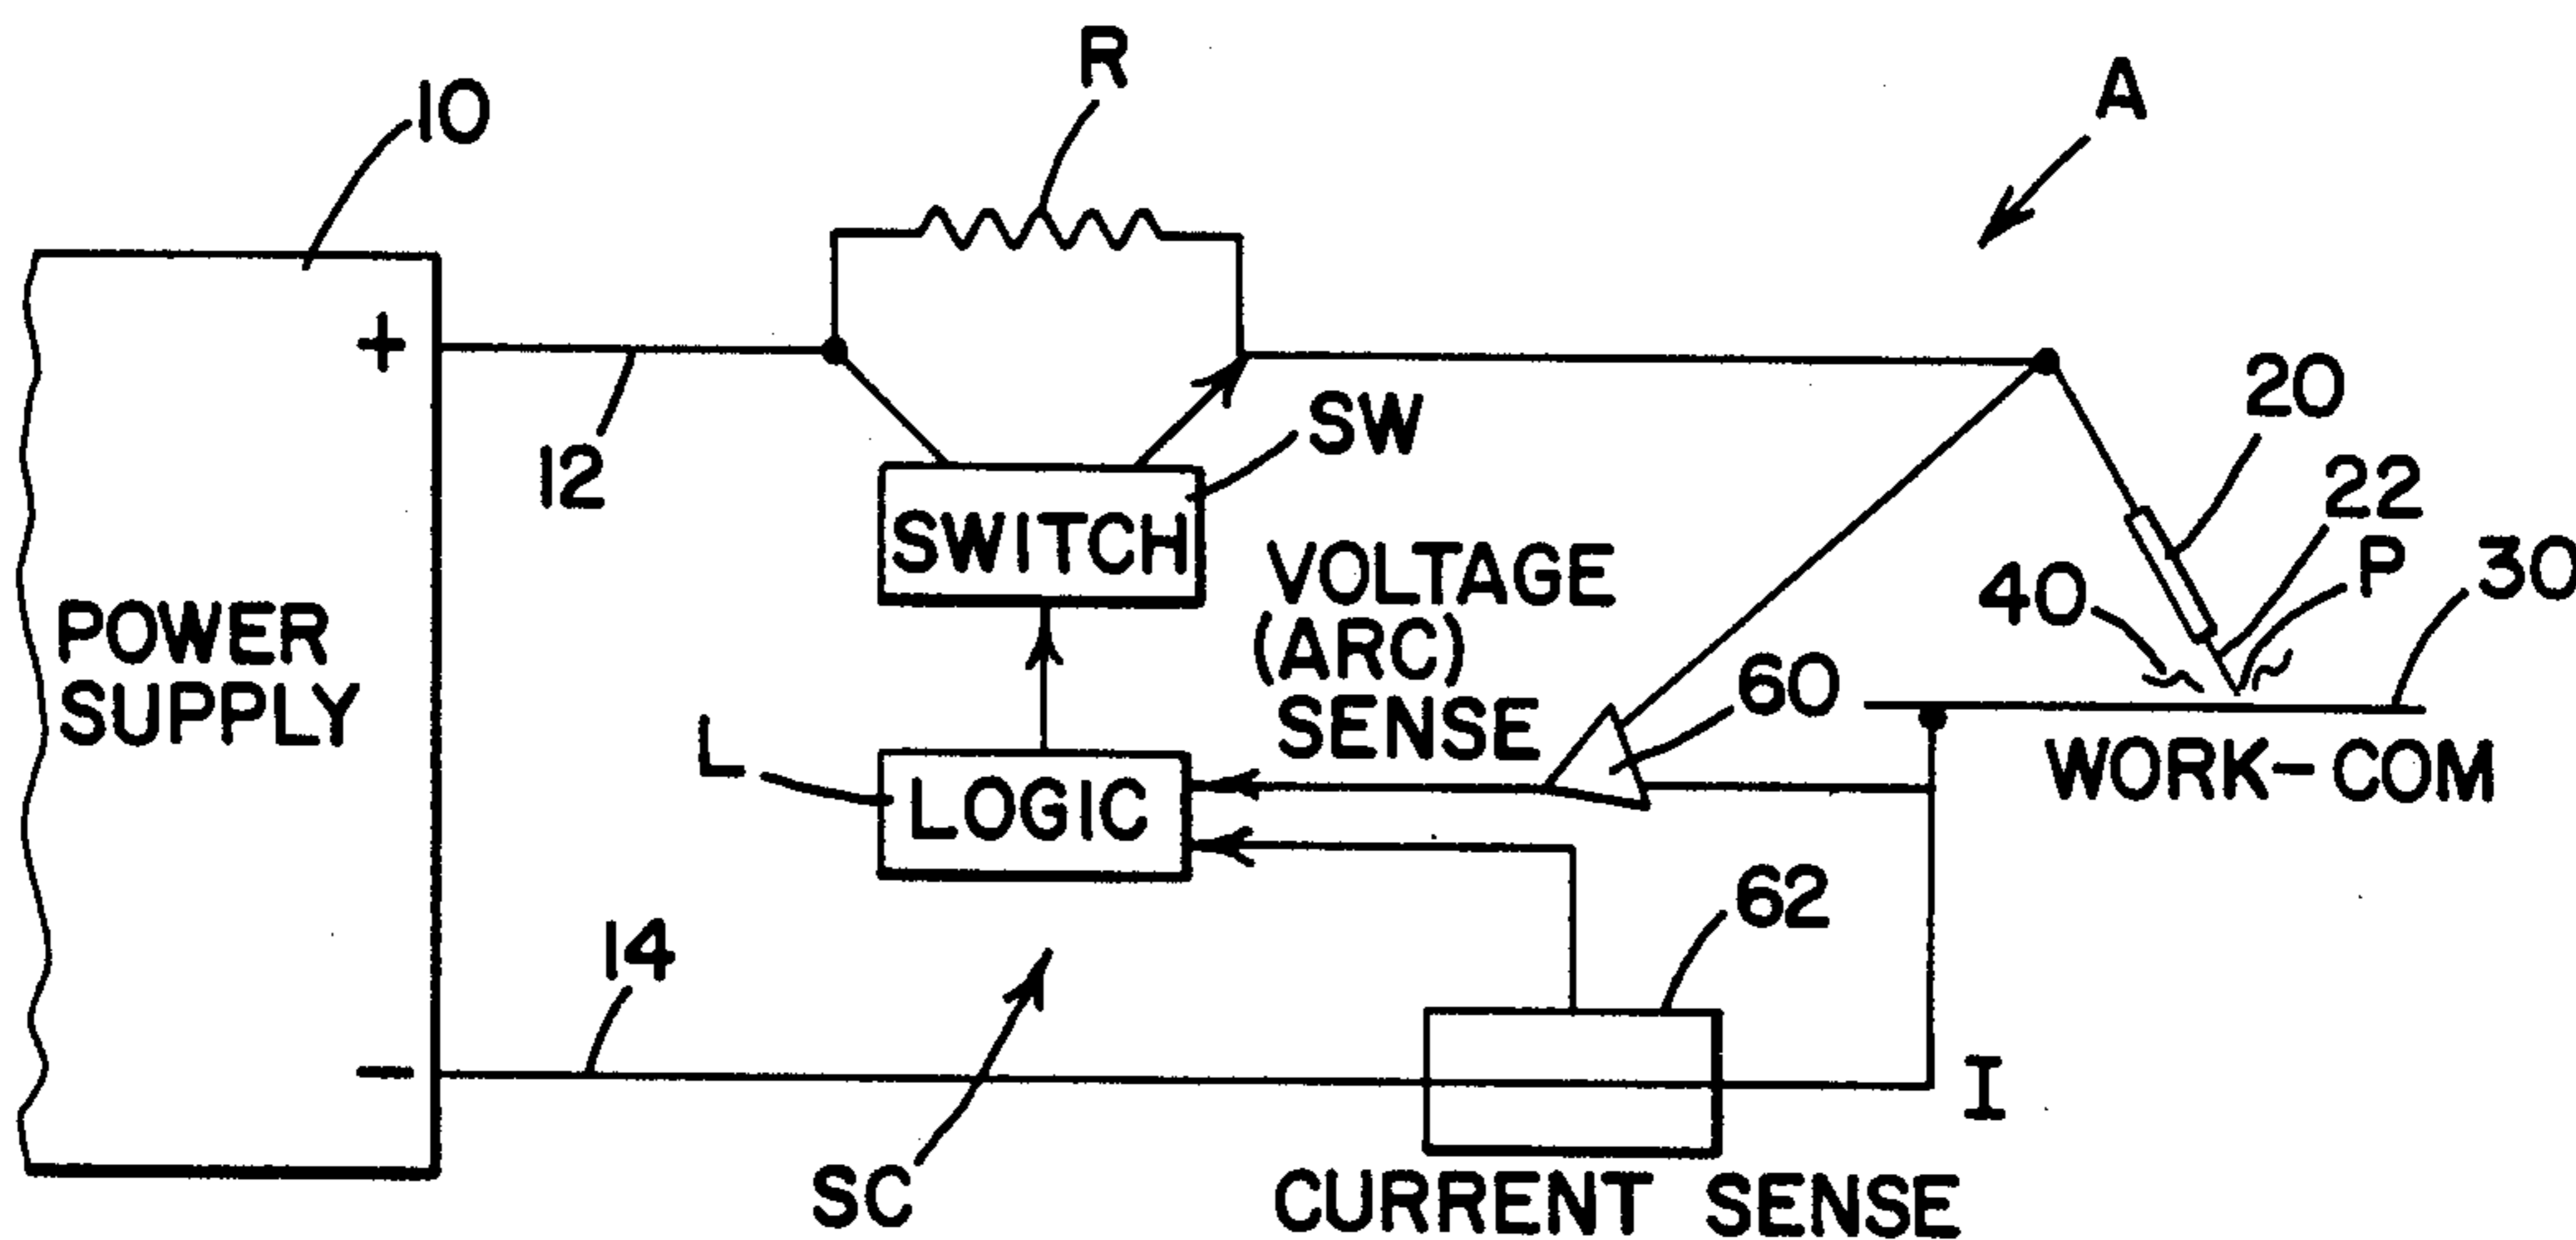 R
A
10
+
12
SW
20
22
SWITCH
P
30
40
VOLTAGE
(ARC)
SENSE
POWER
SUPPLY
60
L
LOGIC
WORK-COM
62
14
-
I
SC
CURRENT SENSE